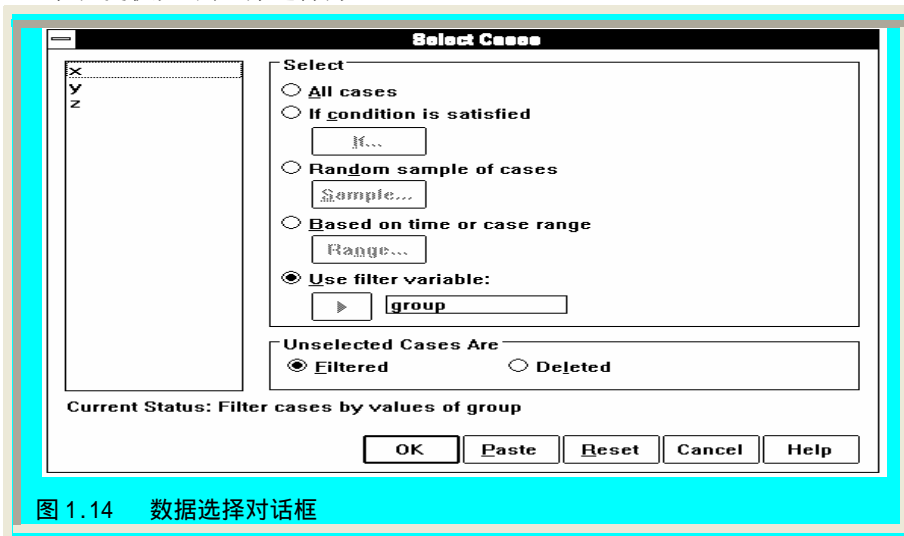 Select Cases
x
y
z
Select
All cases
If condition is satisfied
If...
Random sample of cases
Sample...
Based on time or case range
Range...
Use filter variable:
group
Unselected Cases Are
Filtered
Deleted
Current Status: Filter cases by values of group
OK
Paste
Reset
Cancel
Help
图 1.14 数据选择对话框